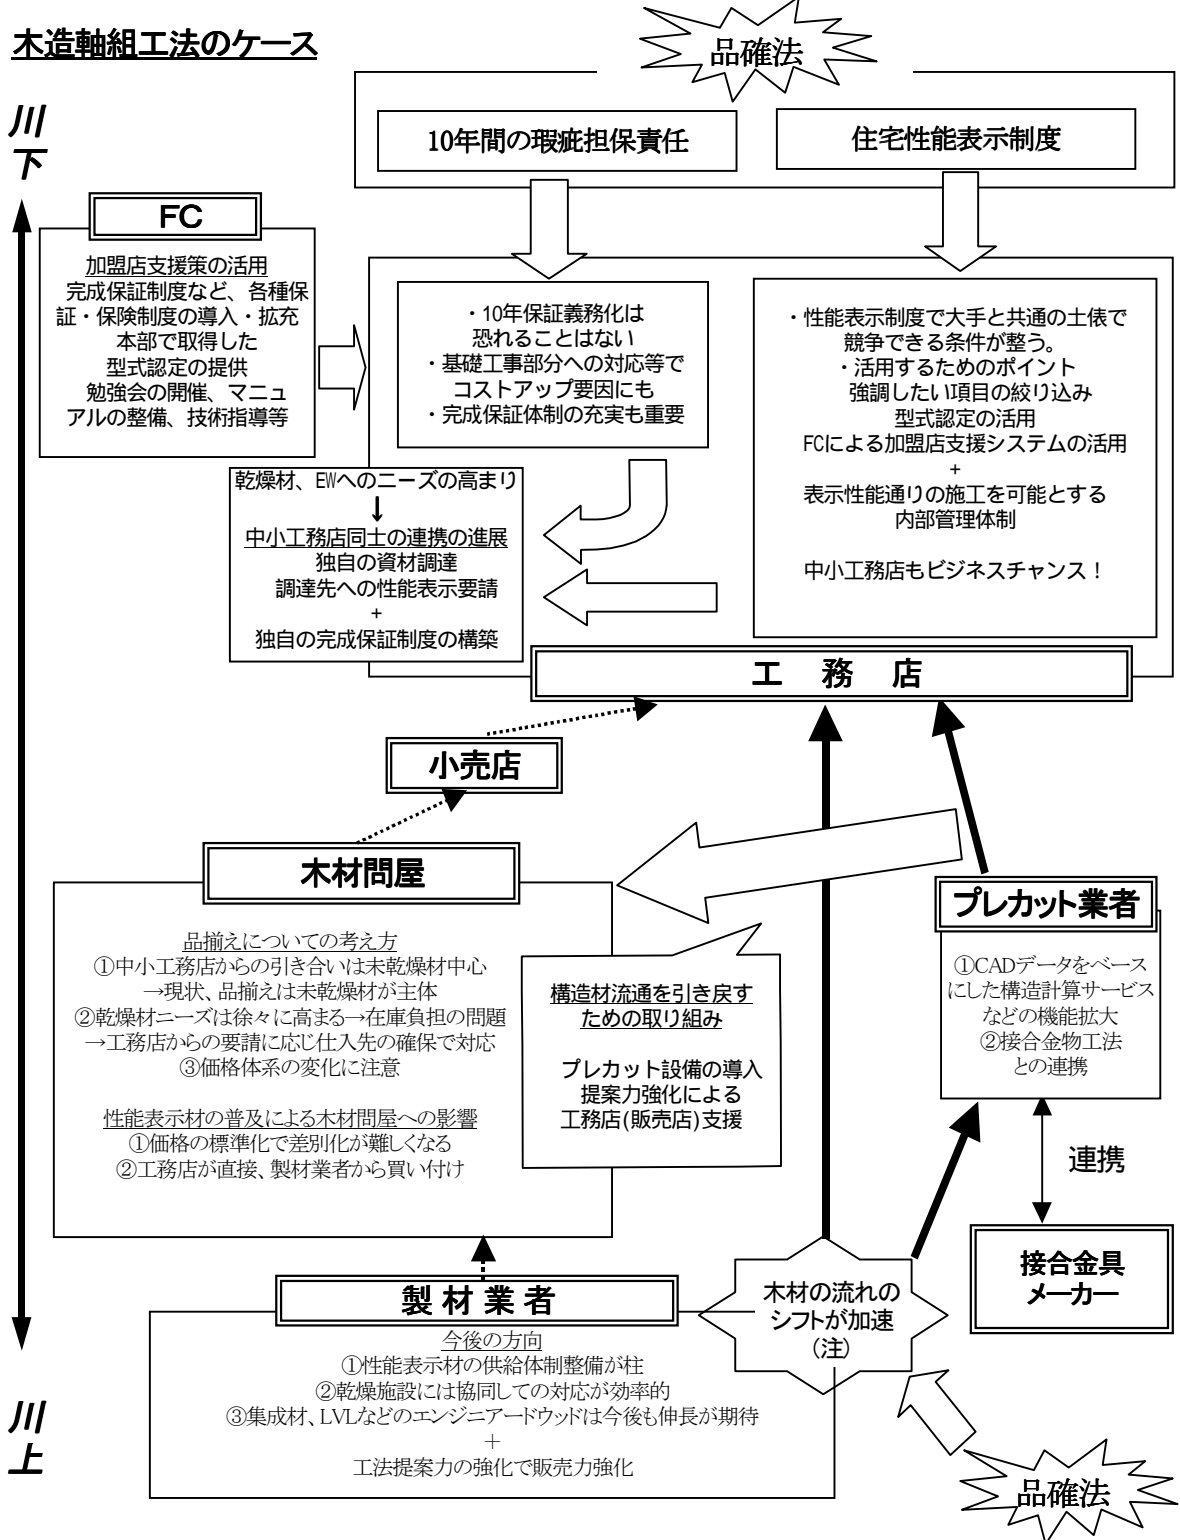 木造軸組工法のケース
品確法
川下
10年間の瑕疵担保責任
住宅性能表示制度
FC
加盟店支援策の活用
完成保証制度など、各種保
証・保険制度の導入・拡充
本部で取得した
型式認定の提供
勉強会の開催、マニュ
アルの整備、技術指導等
・10年保証義務化は
恐れることはない
・基礎工事部分への対応等で
コストアップ要因にも
・完成保証体制の充実も重要
・性能表示制度で大手と共通の土俵で
競争できる条件が整う。
・活用するためのポイント
強調したい項目の絞り込み
型式認定の活用
FCによる加盟店支援システムの活用
+
表示性能通りの施工を可能とする
内部管理体制
中小工務店もビジネスチャンス！
乾燥材、EWへのニーズの高まり
↓
中小工務店同士の連携の進展
独自の資材調達
調達先への性能表示要請
+
独自の完成保証制度の構築
工務店
小売店
木材問屋
品揃えについての考え方
①中小工務店からの引き合いは未乾燥材中心
→現状、品揃えは未乾燥材が主体
②乾燥材ニーズは徐々に高まる→在庫負担の問題
→工務店からの要請に応じ仕入先の確保で対応
③価格体系の変化に注意
性能表示材の普及による木材問屋への影響
①価格の標準化で差別化が難しくなる
②工務店が直接、製材業者から買い付け
構造材流通を引き戻す
ための取り組み
プレカット設備の導入
提案力強化による
工務店(販売店)支援
プレカット業者
①CADデータをベース
にした構造計算サービス
などの機能拡大
②接合金物工法
との連携
連携
接合金具
メーカー
製材業者
今後の方向
①性能表示材の供給体制整備が柱
②乾燥施設には協同しての対応が効率的
③集成材、LVLなどのエンジニアードウッドは今後も伸長が期待
＋
工法提案力の強化で販売力強化
木材の流れの
シフトが加速
(注)
川上
品確法